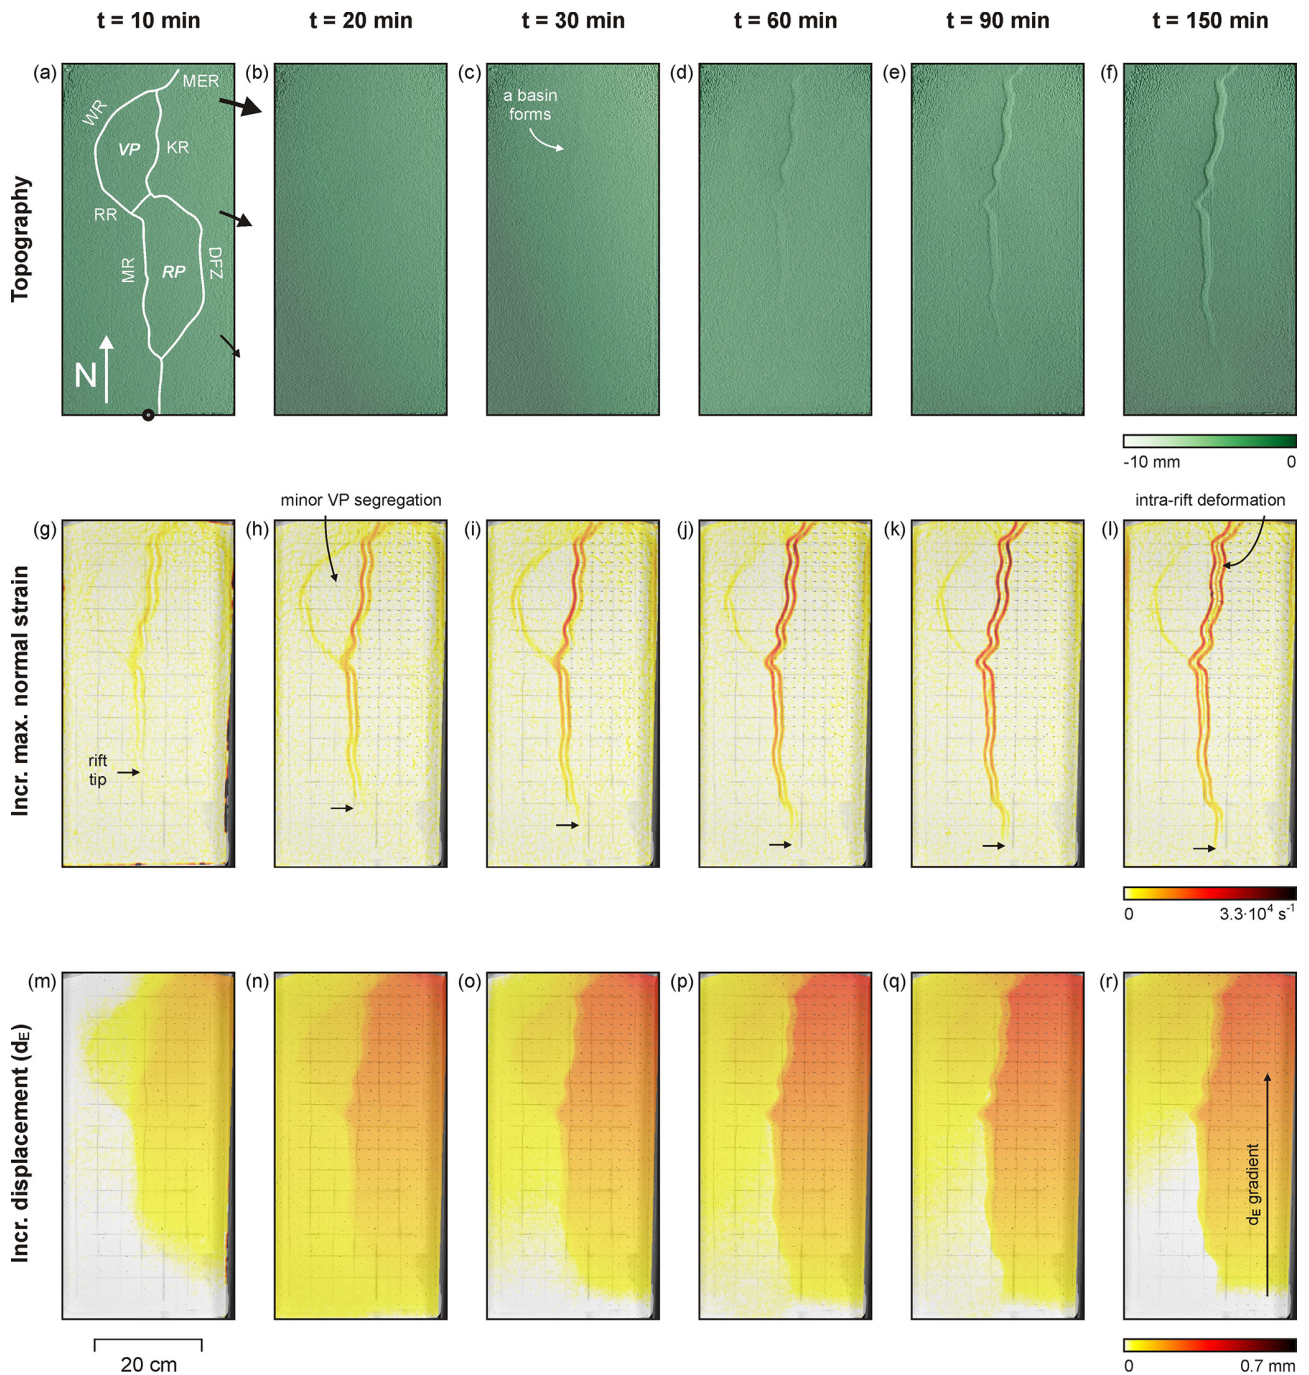 t = 10 min
t = 20 min
t = 30 min
t = 60 min
t = 90 min
t = 150 min
Topography
(a)
MER
WR
VP
KR
RR
MR
RP
DFZ
N
(b)
(c)
a basin
forms
(d)
(e)
(f)
-10 mm
0
Incr. max. normal strain
minor VP segregation
intra-rift deformation
(g)
rift
tip
(h)
(i)
(j)
(k)
(l)
0
3.3·10⁴ s⁻¹
Incr. displacement (dE)
(m)
(n)
(o)
(p)
(q)
(r)
dE gradient
20 cm
0
0.7 mm